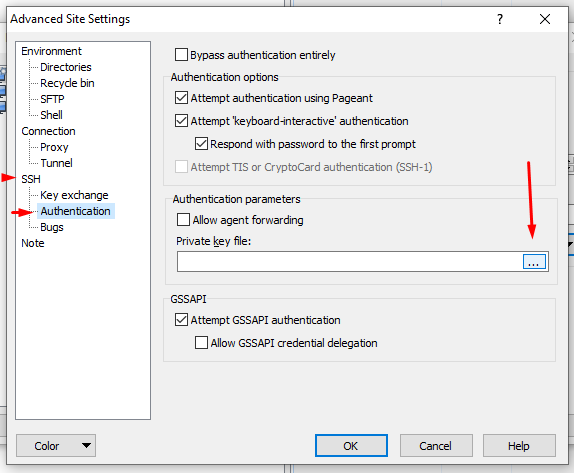 Advanced Site Settings
?
Environment
Directories
Recycle bin
SFTP
Shell
Connection
Proxy
Tunnel
SSH
Key exchange
Authentication
Bugs
Note
Bypass authentication entirely
Authentication options
Attempt authentication using Pageant
Attempt 'keyboard-interactive' authentication
Respond with password to the first prompt
Attempt TIS or CryptoCard authentication (SSH-1)
Authentication parameters
Allow agent forwarding
Private key file:
...
GSSAPI
Attempt GSSAPI authentication
Allow GSSAPI credential delegation
Color
OK
Cancel
Help